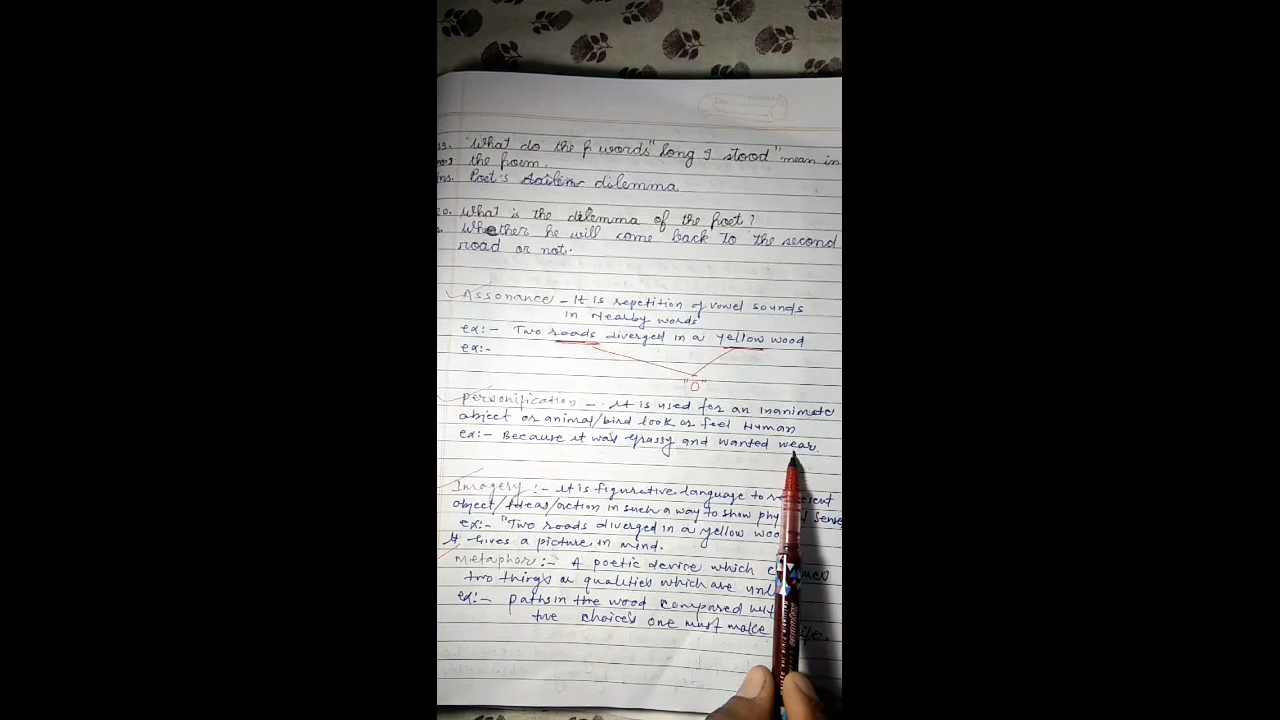 19. What do the words "long I stood" mean in
the poem.
Ans. Poet's dilemma
20. What is the dilemma of the poet?
s. Whether he will come back to the second
road or not.
Assonance - It is repetition of vowel sounds
in Nearby words
ex:- Two roads diverged in a yellow wood
ex:-
"O"
Personification - It is used for an inanimate
object or animal/bird look or feel Human
ex:- Because it was grassy and wanted wear.
Imagery :- It is figurative language to represent
object/Ideas/action in such a way to show sense
ex:- "Two roads diverged in a yellow
It Gives a picture in mind.
Metaphor :- A poetic device which
two things or qualities which are
ex:- paths in the wood compared
the choices one must make